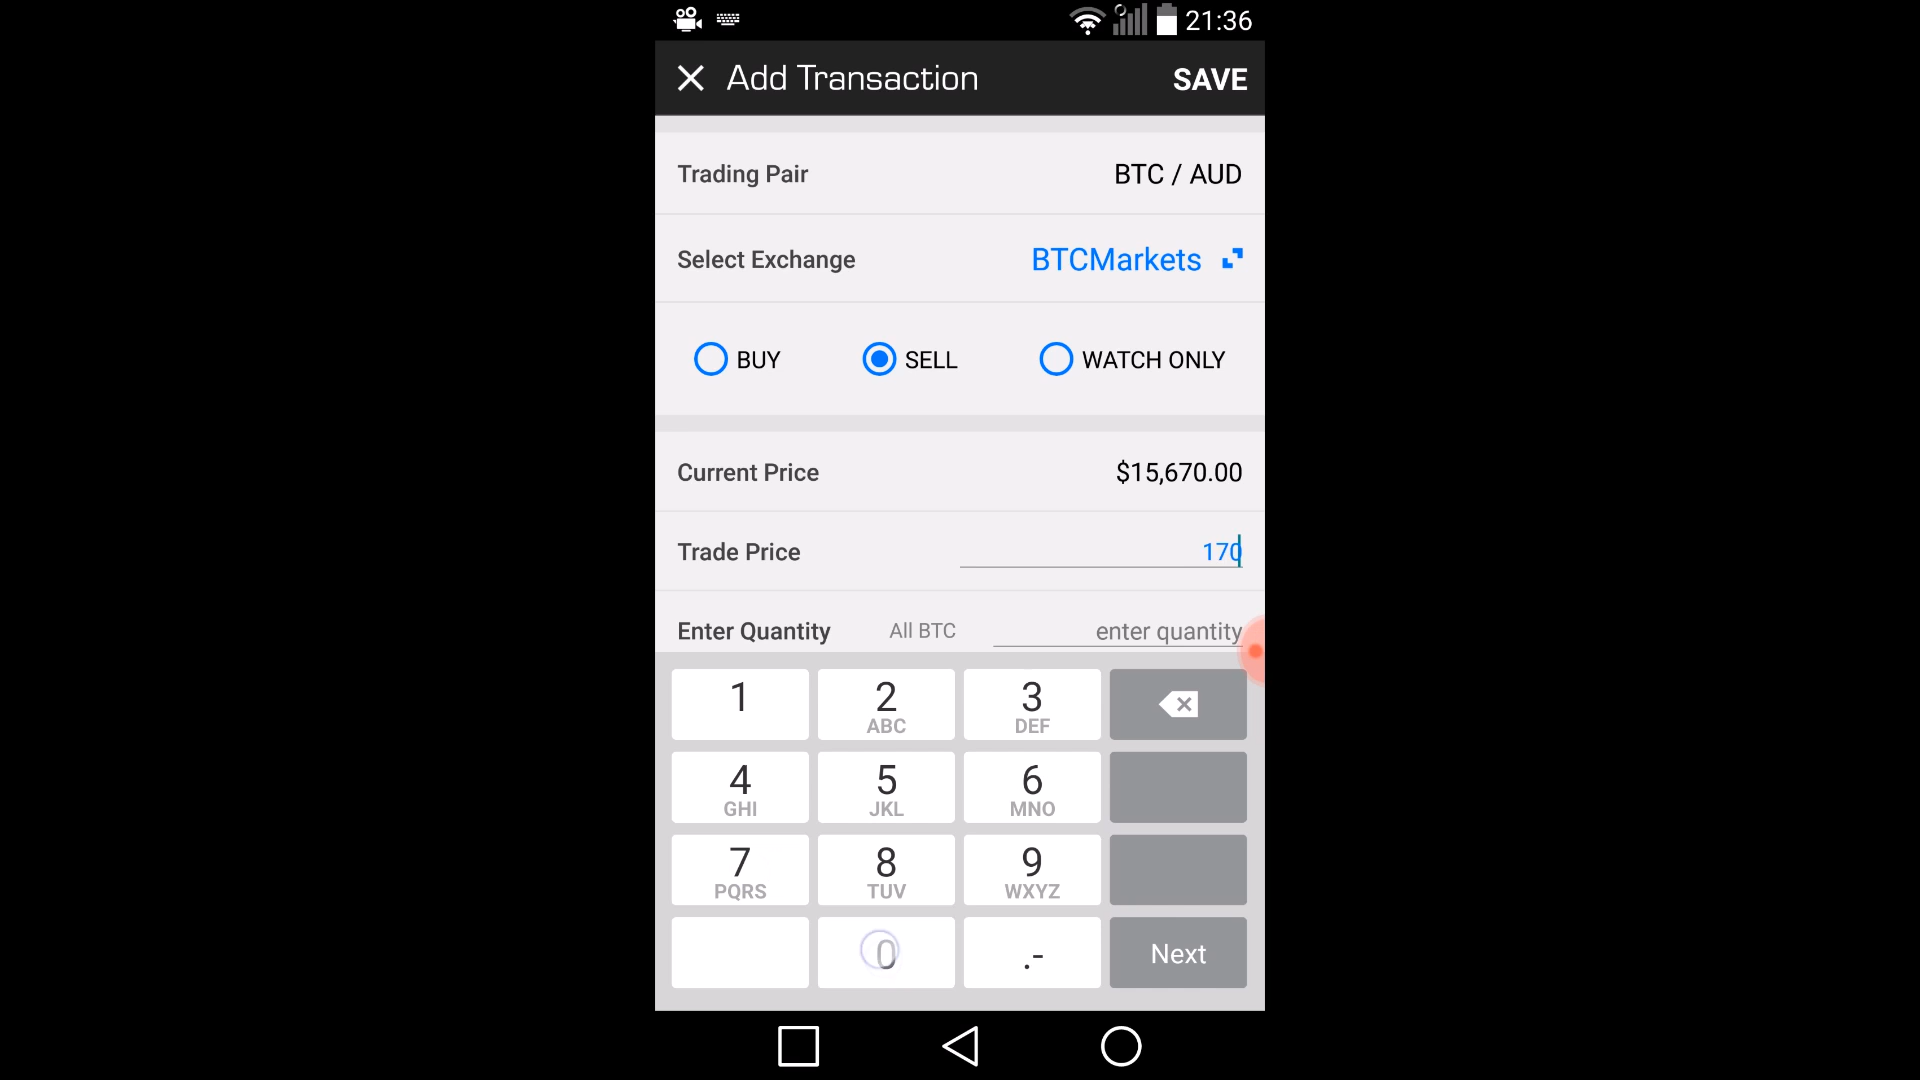 21:36
Add Transaction SAVE
Trading Pair BTC / AUD
Select Exchange BTCMarkets
BUY SELL WATCH ONLY
Current Price $15,670.00
Trade Price 170
Enter Quantity All BTC enter quantity
1 2 3
ABC DEF
4 5 6
GHI JKL MNO
7 8 9
PQRS TUV WXYZ
0 .- Next